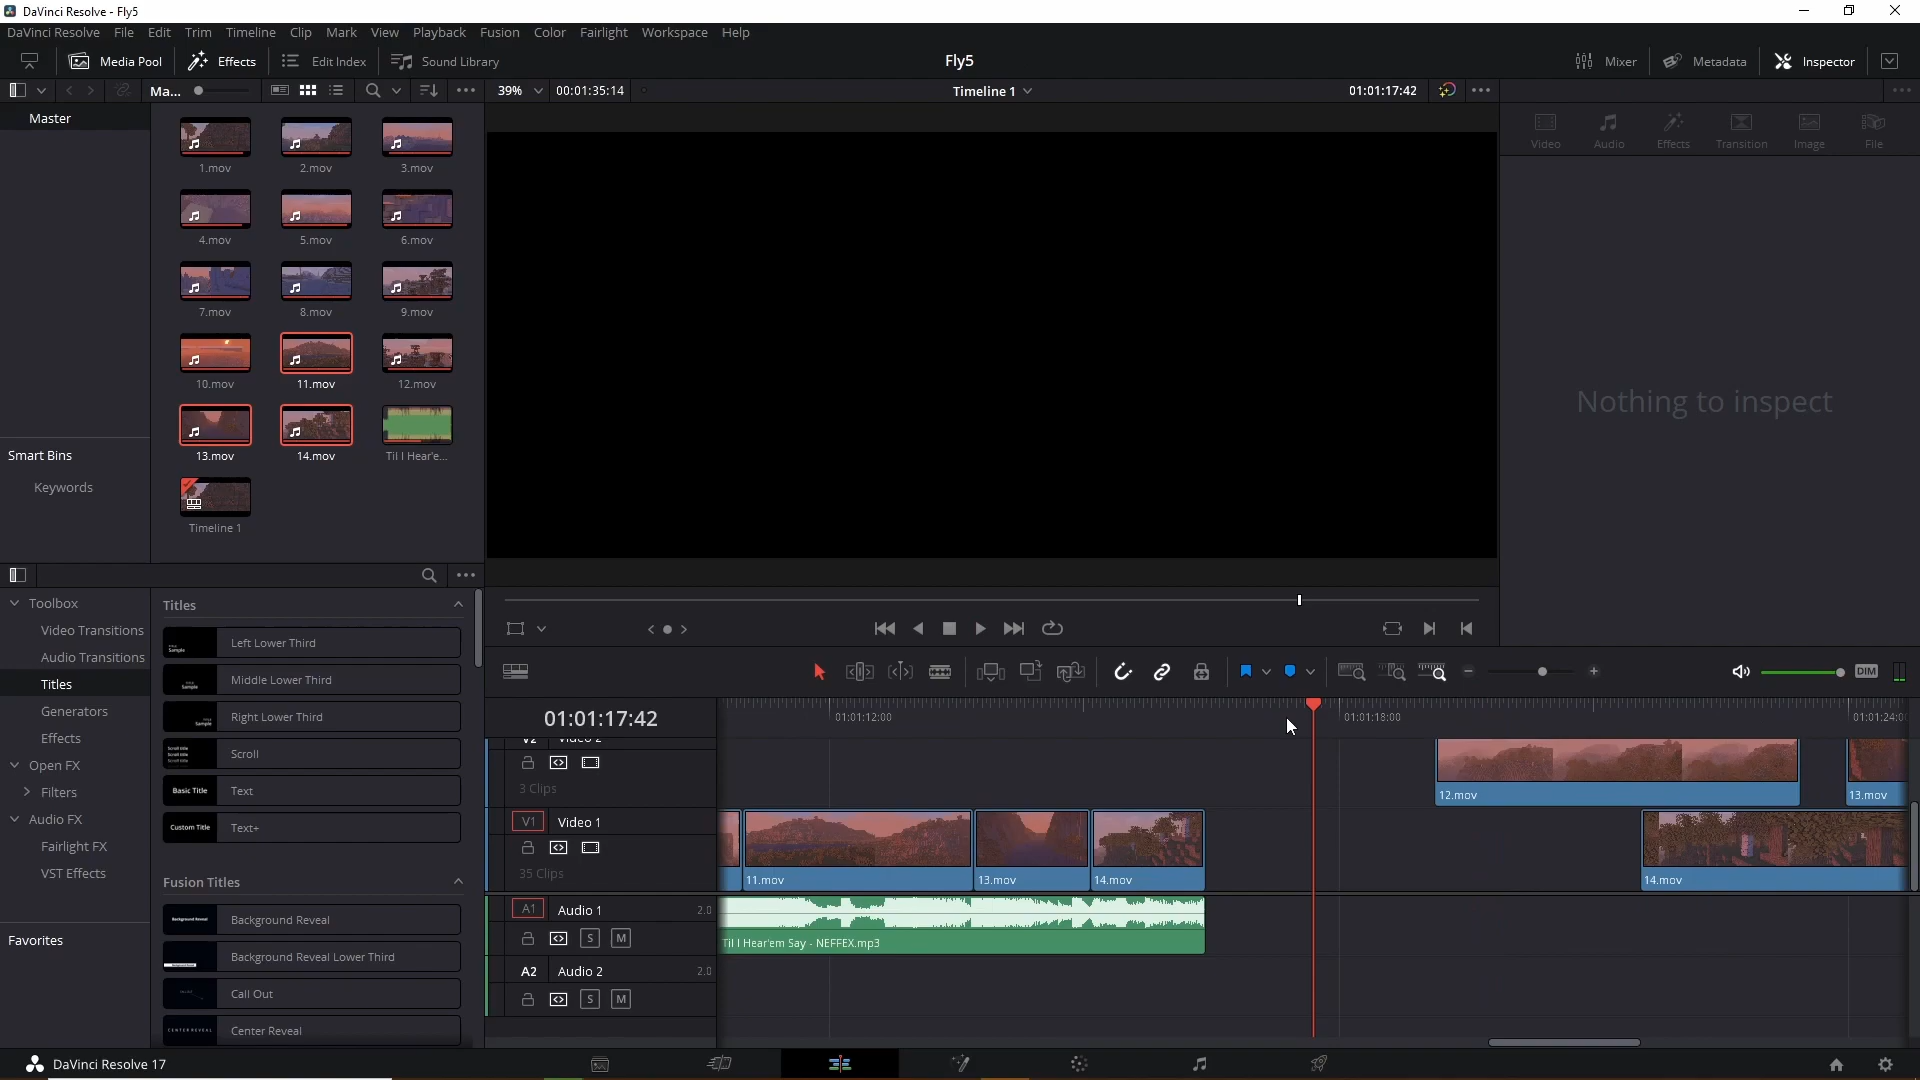 DaVinci Resolve - Fly5
DaVinci Resolve File Edit Trim Timeline Clip Mark View Playback Fusion Color Fairlight Workspace Help
Media Pool Effects Edit Index Sound Library Fly5 Mixer Metadata Inspector
Ma... 39% 00:01:35:14 Timeline 1 01:01:17:42
Master
Video Audio Effects Transition Image File
1.mov 2.mov 3.mov
4.mov 5.mov 6.mov
7.mov 8.mov 9.mov
10.mov 11.mov 12.mov
Nothing to inspect
13.mov 14.mov Til I Hear'e...
Smart Bins
Keywords
Timeline 1
Toolbox
Video Transitions
Audio Transitions
Titles
Generators
Effects
Open FX
Filters
Audio FX
Fairlight FX
VST Effects
Favorites
Titles
Left Lower Third
Middle Lower Third
Right Lower Third
Scroll
Basic Title Text
Custom Title Text+
Fusion Titles
Background Reveal Background Reveal
Background Reveal Lower Third
Call Out
CENTER REVEAL Center Reveal
DIM
01:01:17:42
01:01:12:00 01:01:18:00 01:01:24:0
V2 Video 2
3 Clips
12.mov 13.mov
V1 Video 1
35 Clips
11.mov 13.mov 14.mov 14.mov
A1 Audio 1 2.0
S M
Til I Hear'em Say - NEFFEX.mp3
A2 Audio 2 2.0
S M
DaVinci Resolve 17